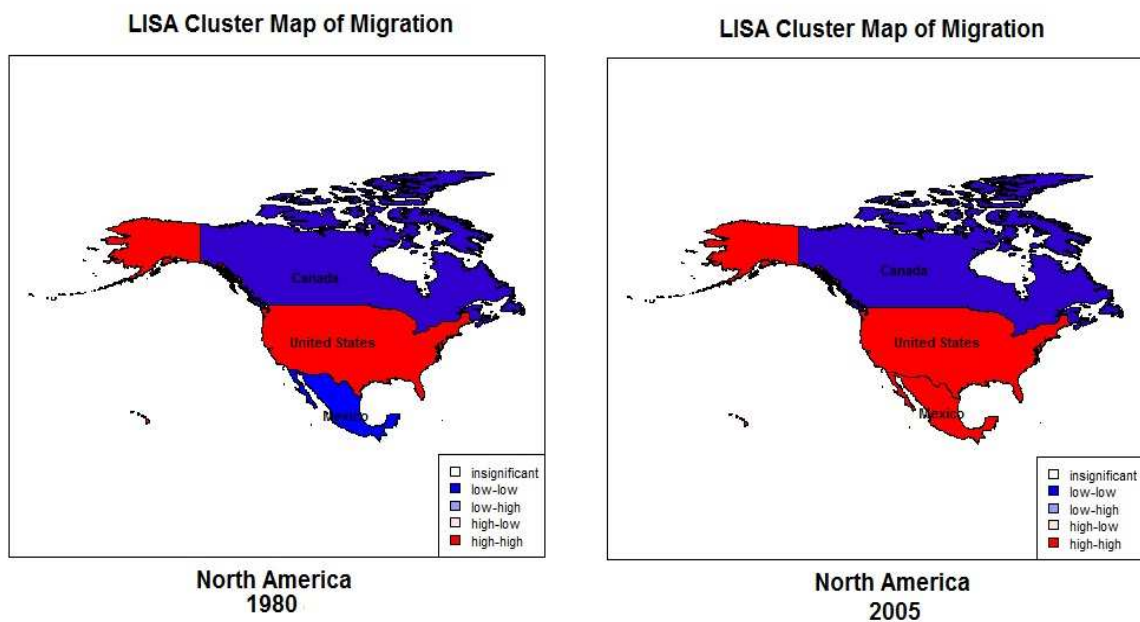 LISA Cluster Map of Migration
Canada
United States
Mexico
insignificant
low-low
low-high
high-low
high-high
North America
1980
LISA Cluster Map of Migration
Canada
United States
Mexico
insignificant
low-low
low-high
high-low
high-high
North America
2005